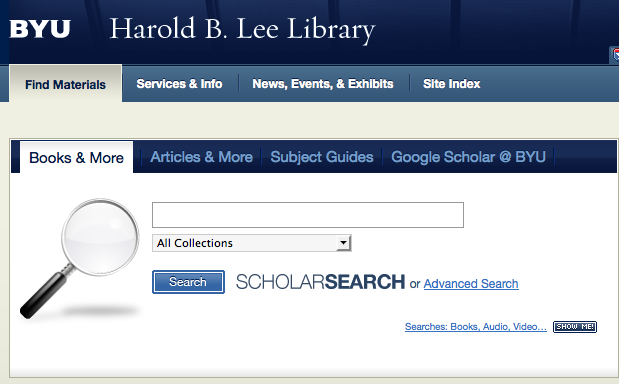 BYU Harold B. Lee Library
Find Materials Services & Info News, Events, & Exhibits Site Index
Books & More Articles & More Subject Guides Google Scholar @ BYU
All Collections
Search SCHOLARSEARCH or Advanced Search
Searches: Books, Audio, Video... SHOW ME!